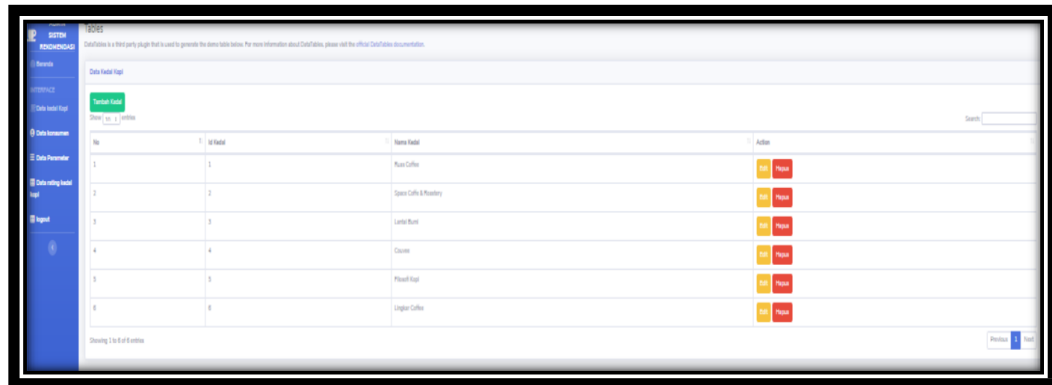 SISTEM
REKOMENDASI
Beranda
INTERFACE
Data kedai Kopi
Data konsumen
Data Parameter
Data rating kedai
kopi
logout
Tables
DataTables is a third party plugin that is used to generate the demo table below. For more information about DataTables, please visit the official DataTables documentation.
Data Kedai Kopi
Tambah Kedai
Show 10 entries
Search:
No Id Kedai Nama Kedai Action
1 1 Coffee Edit Hapus
2 2 Space Coffe & Roastery Edit Hapus
3 3 Lantai Bumi Edit Hapus
4 4 Edit Hapus
5 5 Filosofi Kopi Edit Hapus
6 6 Lingkar Coffee Edit Hapus
Showing 1 to 6 of 6 entries
Previous 1 Next